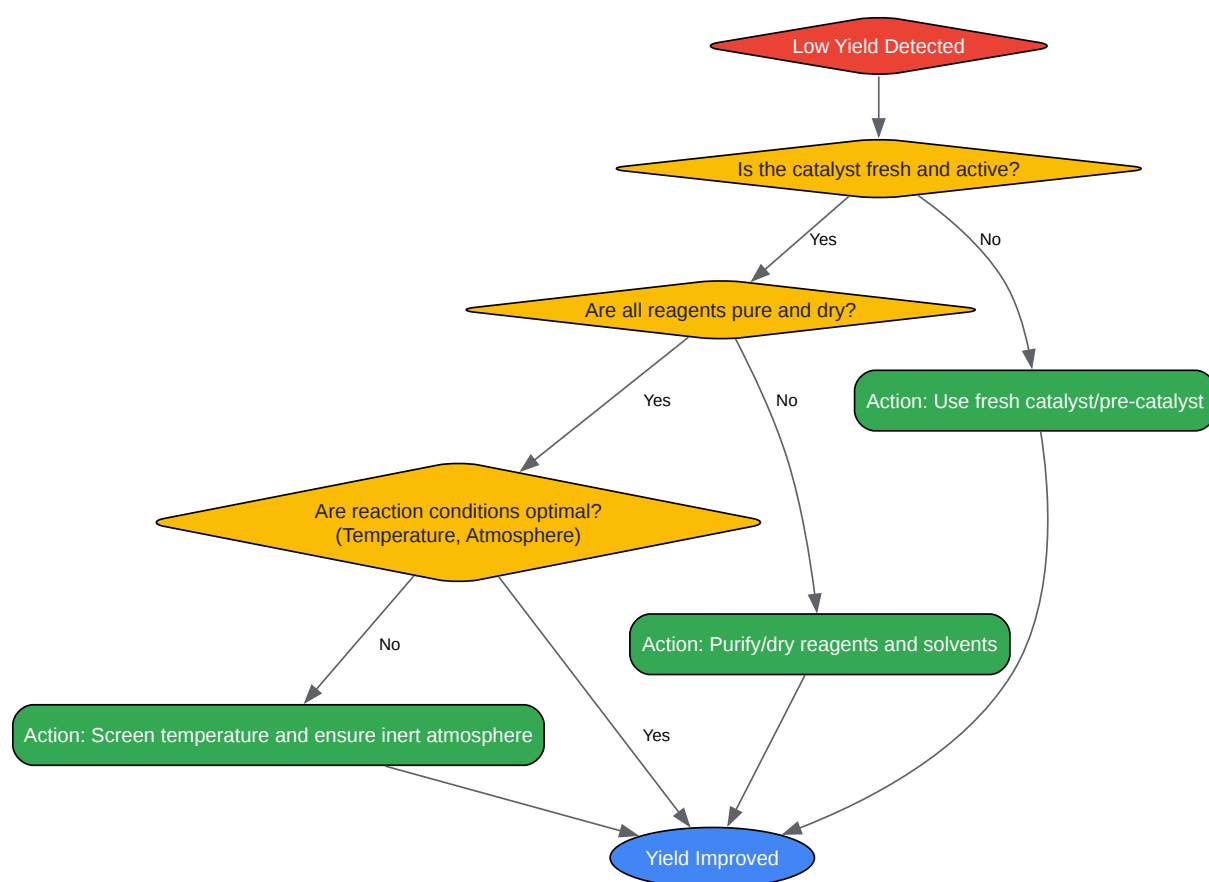 Low Yield Detected
Is the catalyst fresh and active?
Yes
No
Are all reagents pure and dry?
Yes
No
Action: Use fresh catalyst/pre-catalyst
Are reaction conditions optimal?
(Temperature, Atmosphere)
No
Yes
Action: Purify/dry reagents and solvents
Action: Screen temperature and ensure inert atmosphere
Yield Improved